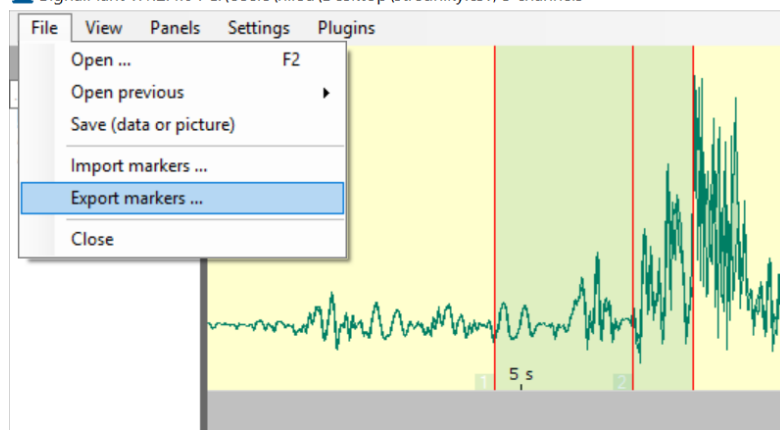 File View Panels Settings Plugins
Open ... F2
Open previous
Save (data or picture)
Import markers ...
Export markers ...
Close
5 s
1
2